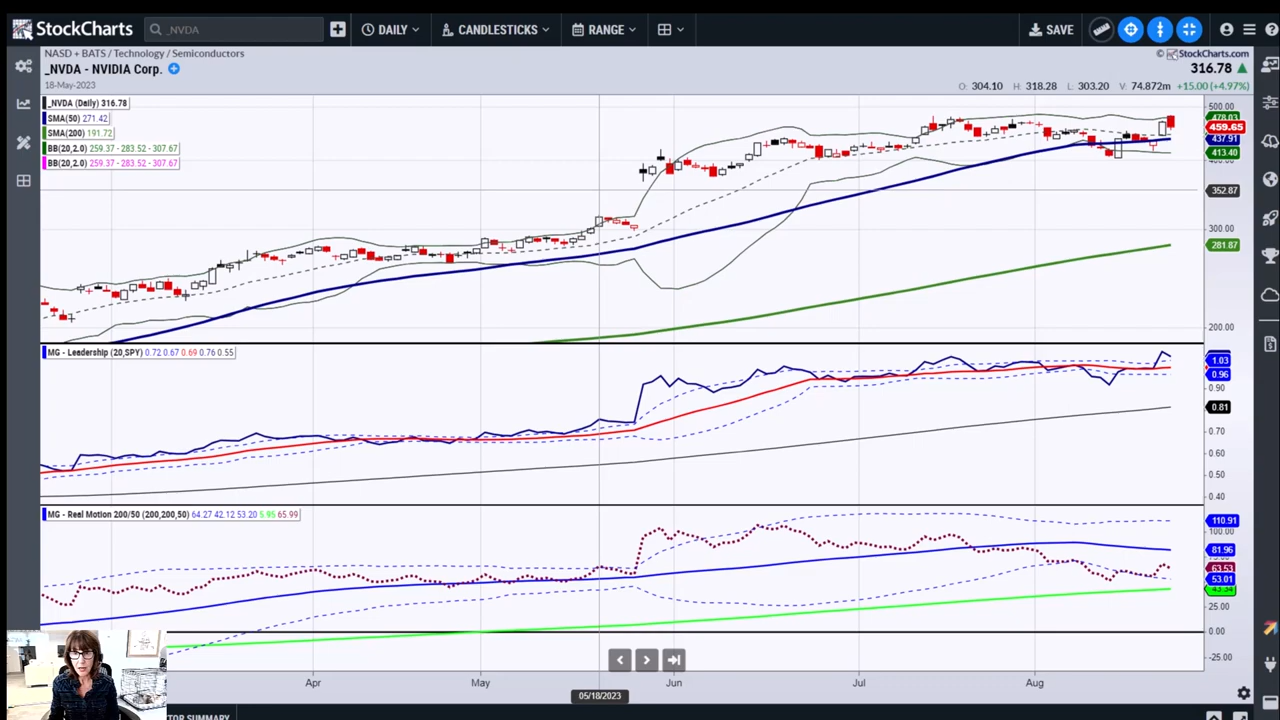 StockCharts
_NVDA
DAILY
CANDLESTICKS
RANGE
SAVE
NASD + BATS / Technology / Semiconductors
© StockCharts.com
_NVDA - NVIDIA Corp.
316.78
18-May-2023
O: 304.10 H: 318.28 L: 303.20 V: 74.872m +15.00 (+4.97%)
_NVDA (Daily) 316.78
SMA(50) 271.42
SMA(200) 191.72
BB(20,2.0) 259.37 - 283.52 - 307.67
BB(20,2.0) 259.37 - 283.52 - 307.67
500.00
478.03
459.65
437.91
413.40
352.87
300.00
281.87
200.00
MG - Leadership (20,SPY) 0.72 0.67 0.69 0.76 0.55
1.03
0.96
0.90
0.81
0.70
0.60
0.50
0.40
MG - Real Motion 200/50 (200,200,50) 64.27 42.12 53.20 5.95 65.99
110.91
100.00
81.96
63.53
53.01
43.34
25.00
0.00
-25.00
Apr May Jun Jul Aug
05/18/2023